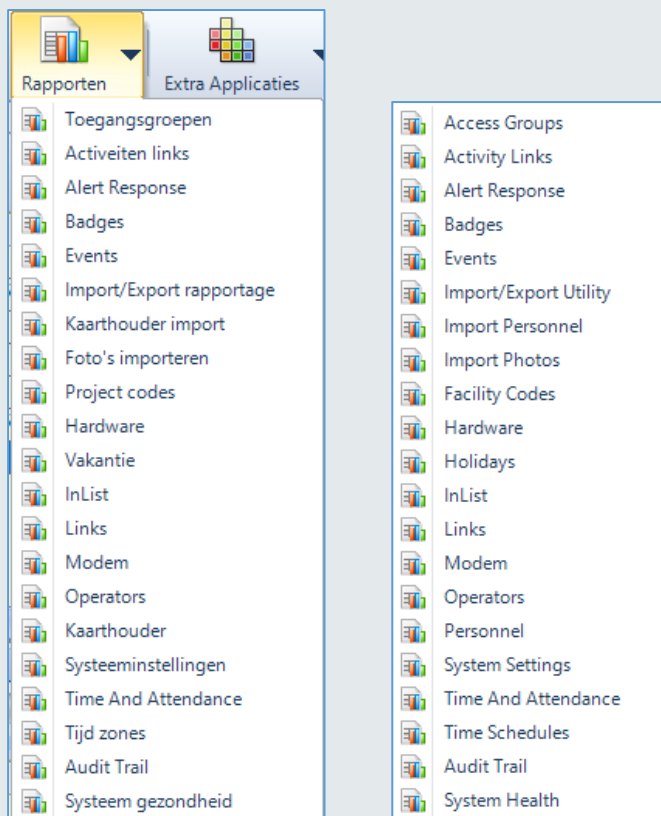 Rapporten
Extra Applicaties
Toegangsgroepen
Activeiten links
Alert Response
Badges
Events
Import/Export rapportage
Kaarthouder import
Foto's importeren
Project codes
Hardware
Vakantie
InList
Links
Modem
Operators
Kaarthouder
Systeeminstellingen
Time And Attendance
Tijd zones
Audit Trail
Systeem gezondheid
Access Groups
Activity Links
Alert Response
Badges
Events
Import/Export Utility
Import Personnel
Import Photos
Facility Codes
Hardware
Holidays
InList
Links
Modem
Operators
Personnel
System Settings
Time And Attendance
Time Schedules
Audit Trail
System Health